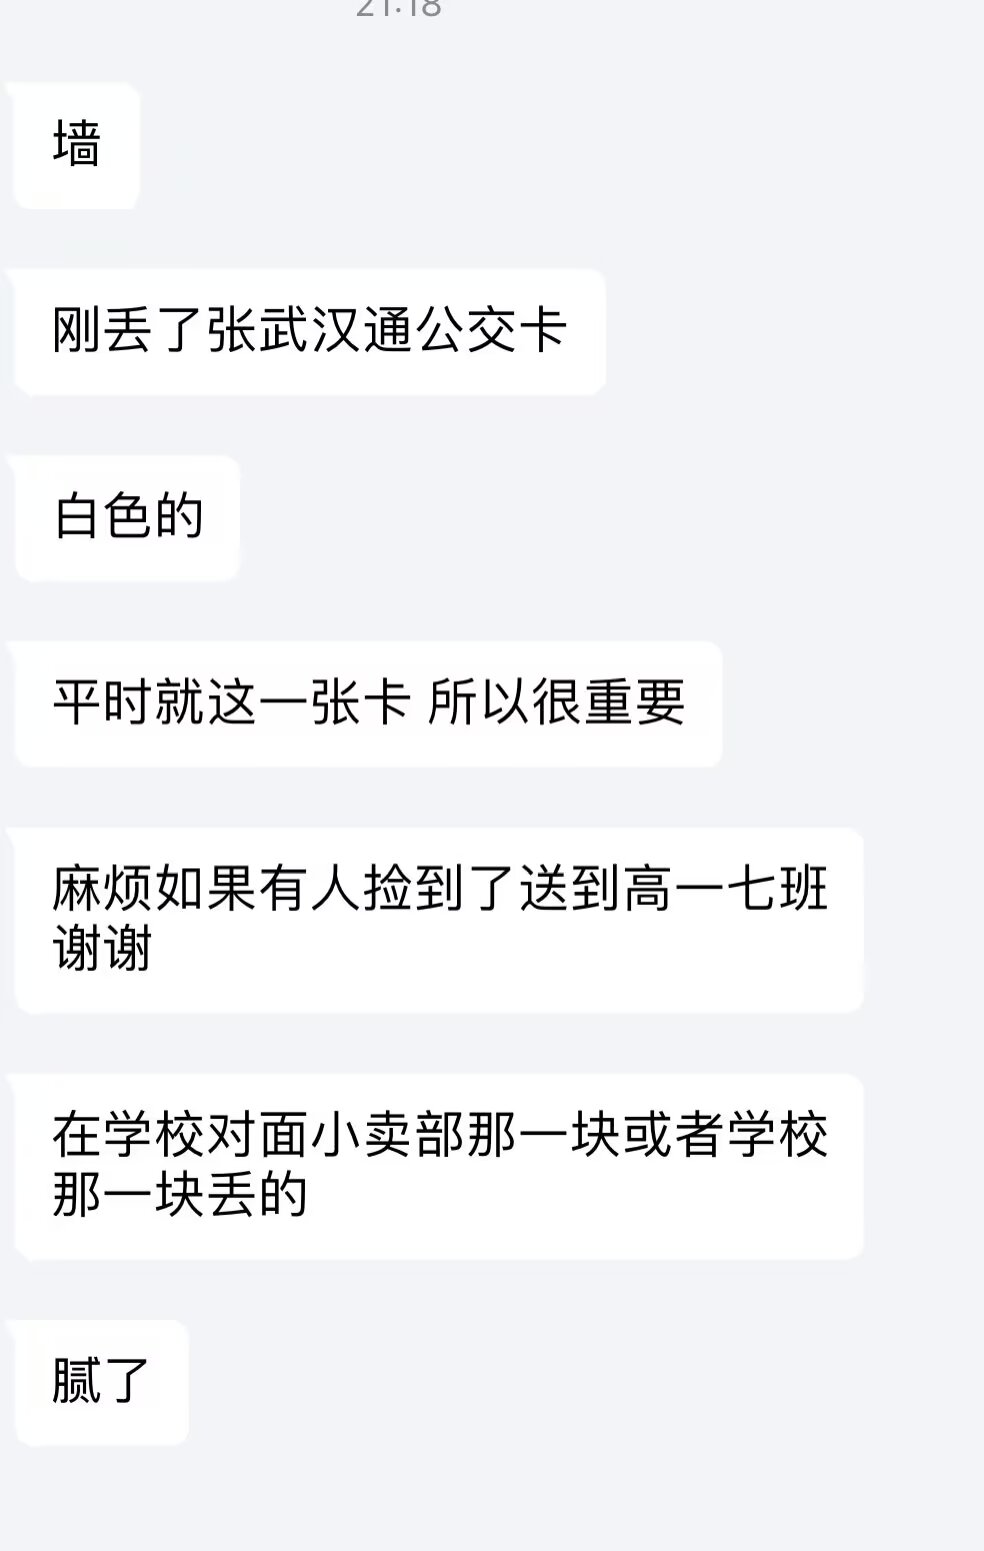 21:18
墙
刚丢了张武汉通公交卡
白色的
平时就这一张卡 所以很重要
麻烦如果有人捡到了送到高一七班
谢谢
在学校对面小卖部那一块或者学校
那一块丢的
腻了